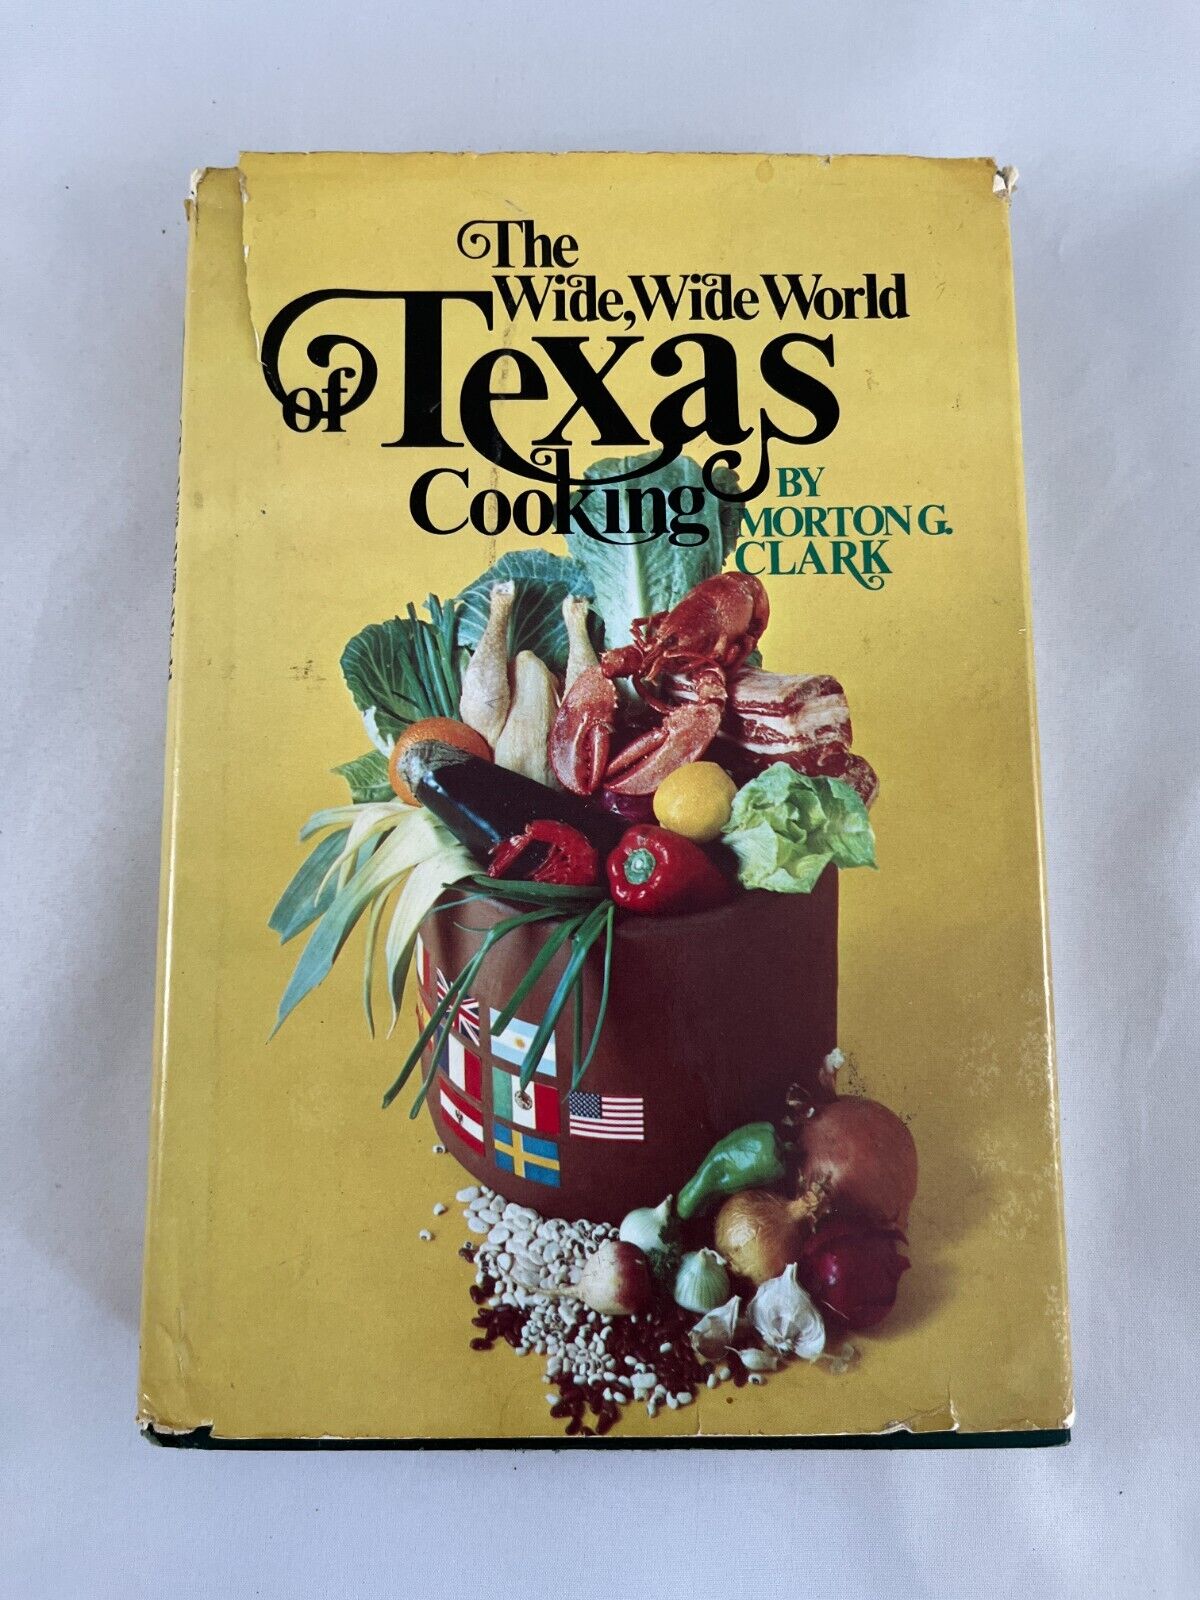 The
Wide, Wide World
of Texas
Cooking
BY
MORTON G.
CLARK